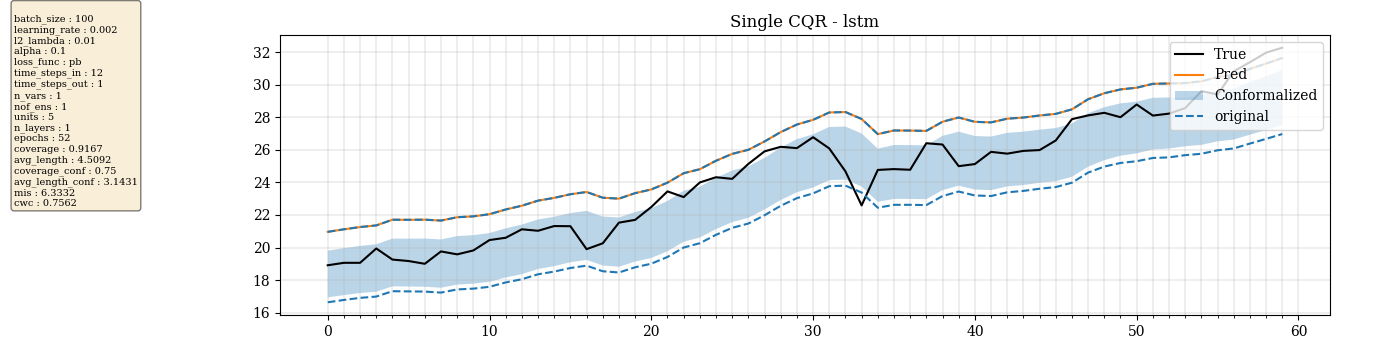 batch_size : 100
learning_rate : 0.002
l2_lambda : 0.01
alpha : 0.1
loss_func : pb
time_steps_in : 12
time_steps_out : 1
n_vars : 1
nof_ens : 1
units : 5
n_layers : 1
epochs : 52
coverage : 0.9167
avg_length : 4.5092
coverage_conf : 0.75
avg_length_conf : 3.1431
mis : 6.3332
cwc : 0.7562
Single CQR - lstm
32
30
28
26
24
22
20
18
16
True
Pred
Conformalized
original
0 10 20 30 40 50 60